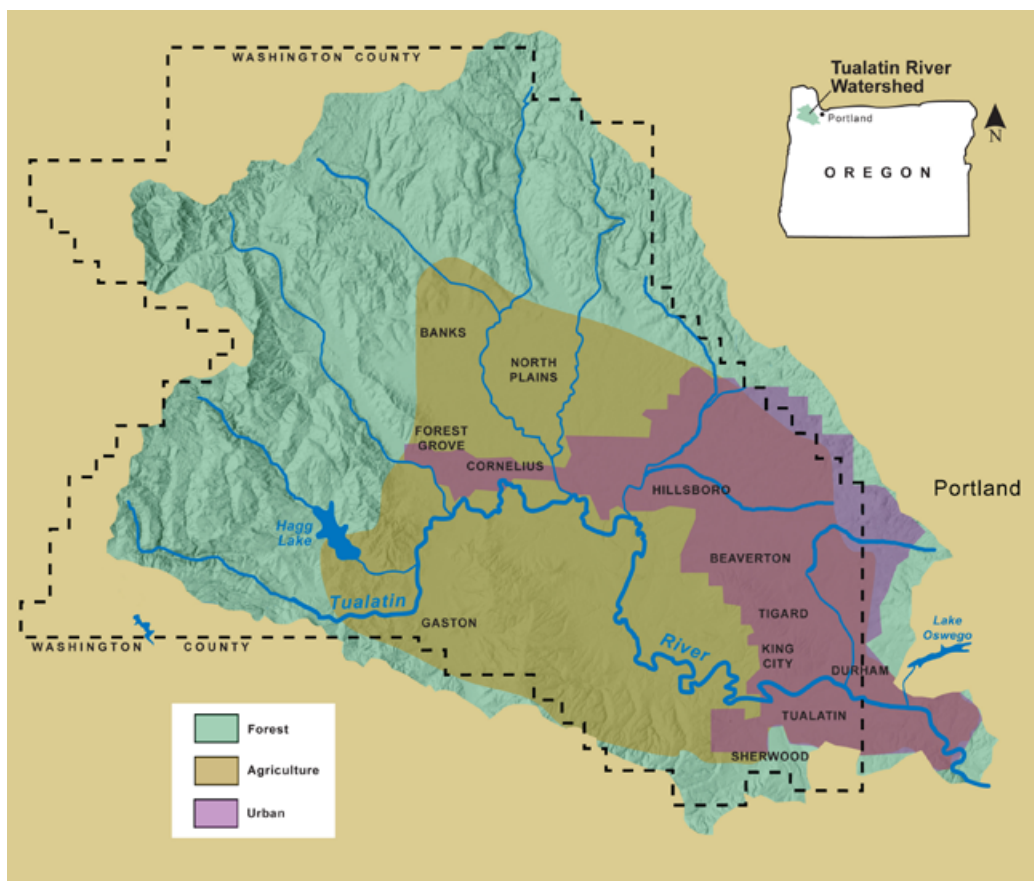 WASHINGTON COUNTY
Tualatin River
Watershed
Portland
N
OREGON
BANKS
NORTH
PLAINS
FOREST
GROVE
CORNELIUS
HILLSBORO
Portland
Hagg
Lake
BEAVERTON
Tualatin
TIGARD
GASTON
River
KING
CITY
Lake
Oswego
WASHINGTON COUNTY
DURHAM
TUALATIN
SHERWOOD
Forest
Agriculture
Urban